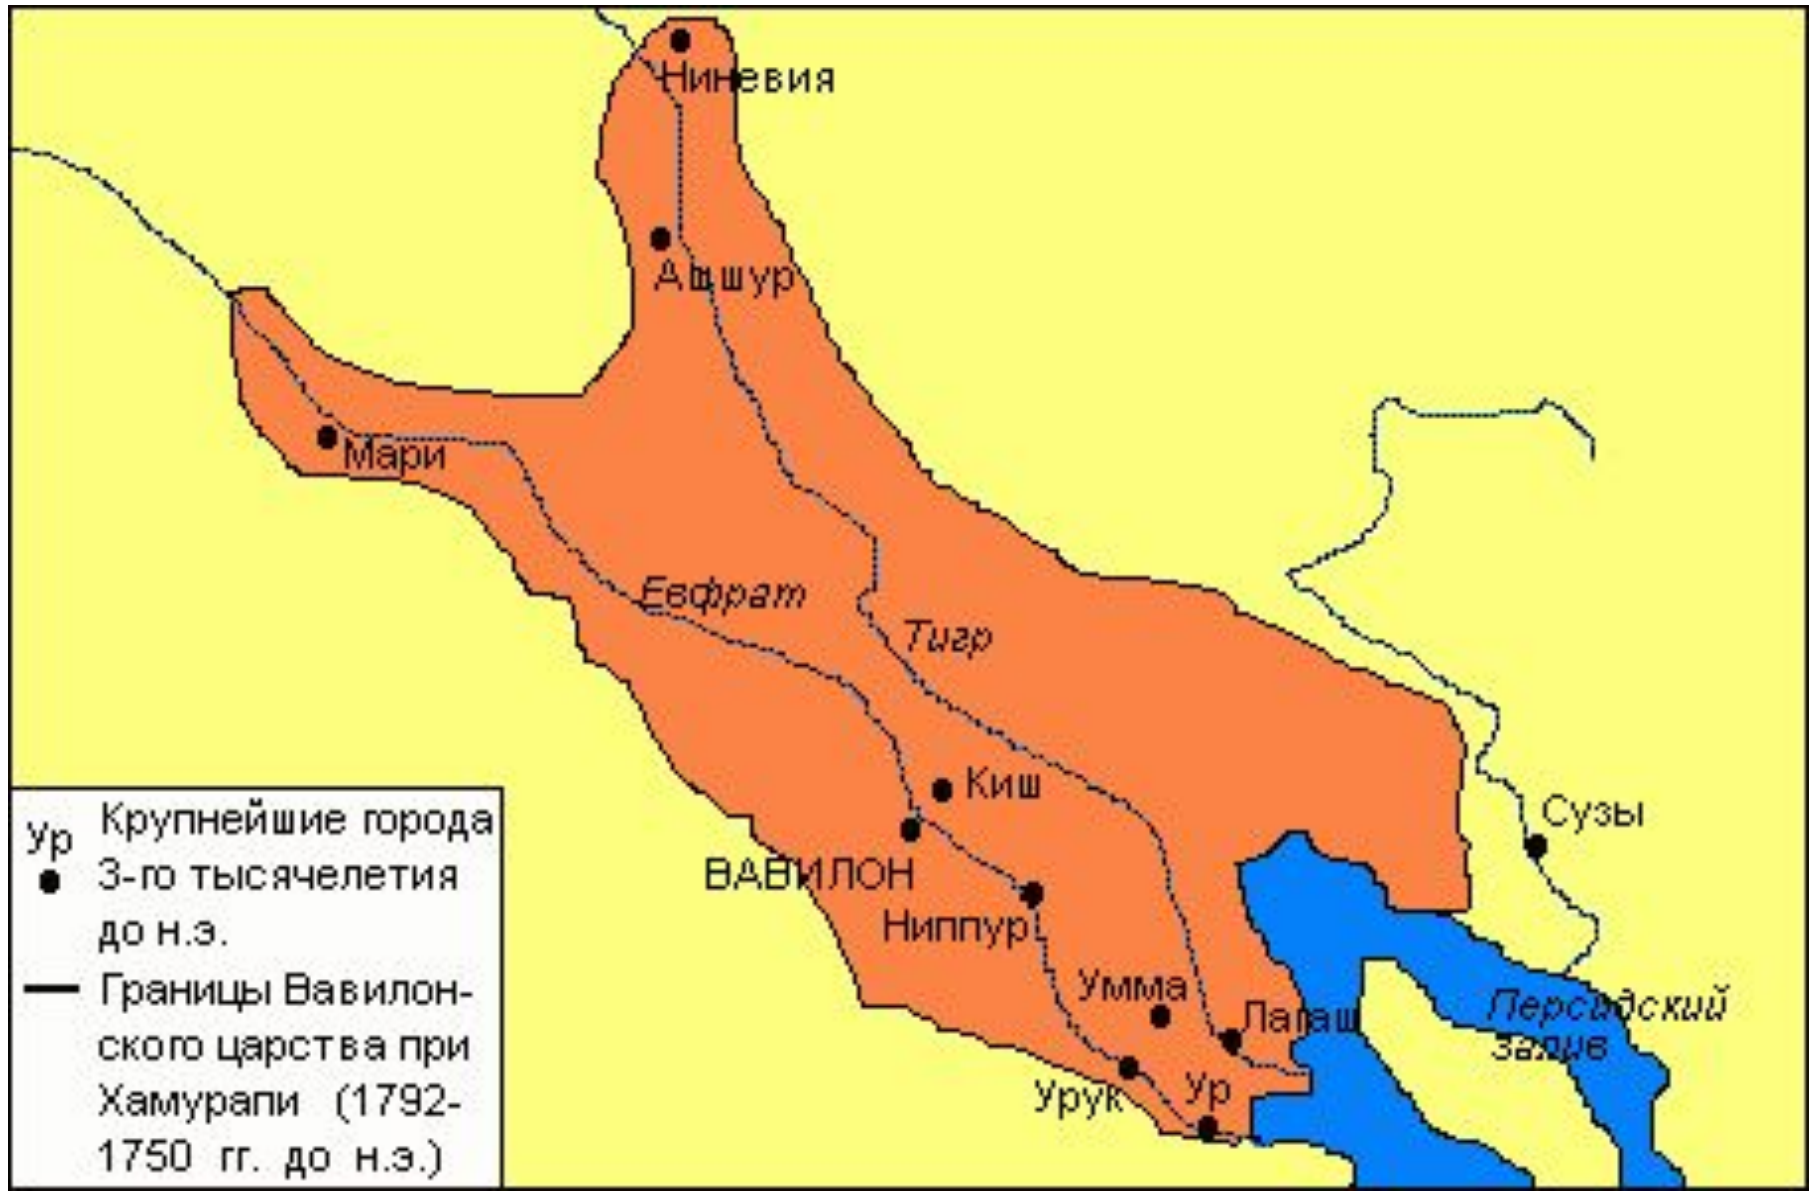 Ниневия
Ашшур
Мари
Евфрат
Тигр
Киш
Сузы
ВАВИЛОН
Ниппур
Умма
Лагаш
Персидский
залив
Урук
Ур
Ур
Крупнейшие города
3-го тысячелетия
до н.э.
Границы Вавилон-
ского царства при
Хамурапи (1792-
1750 гг. до н.э.)